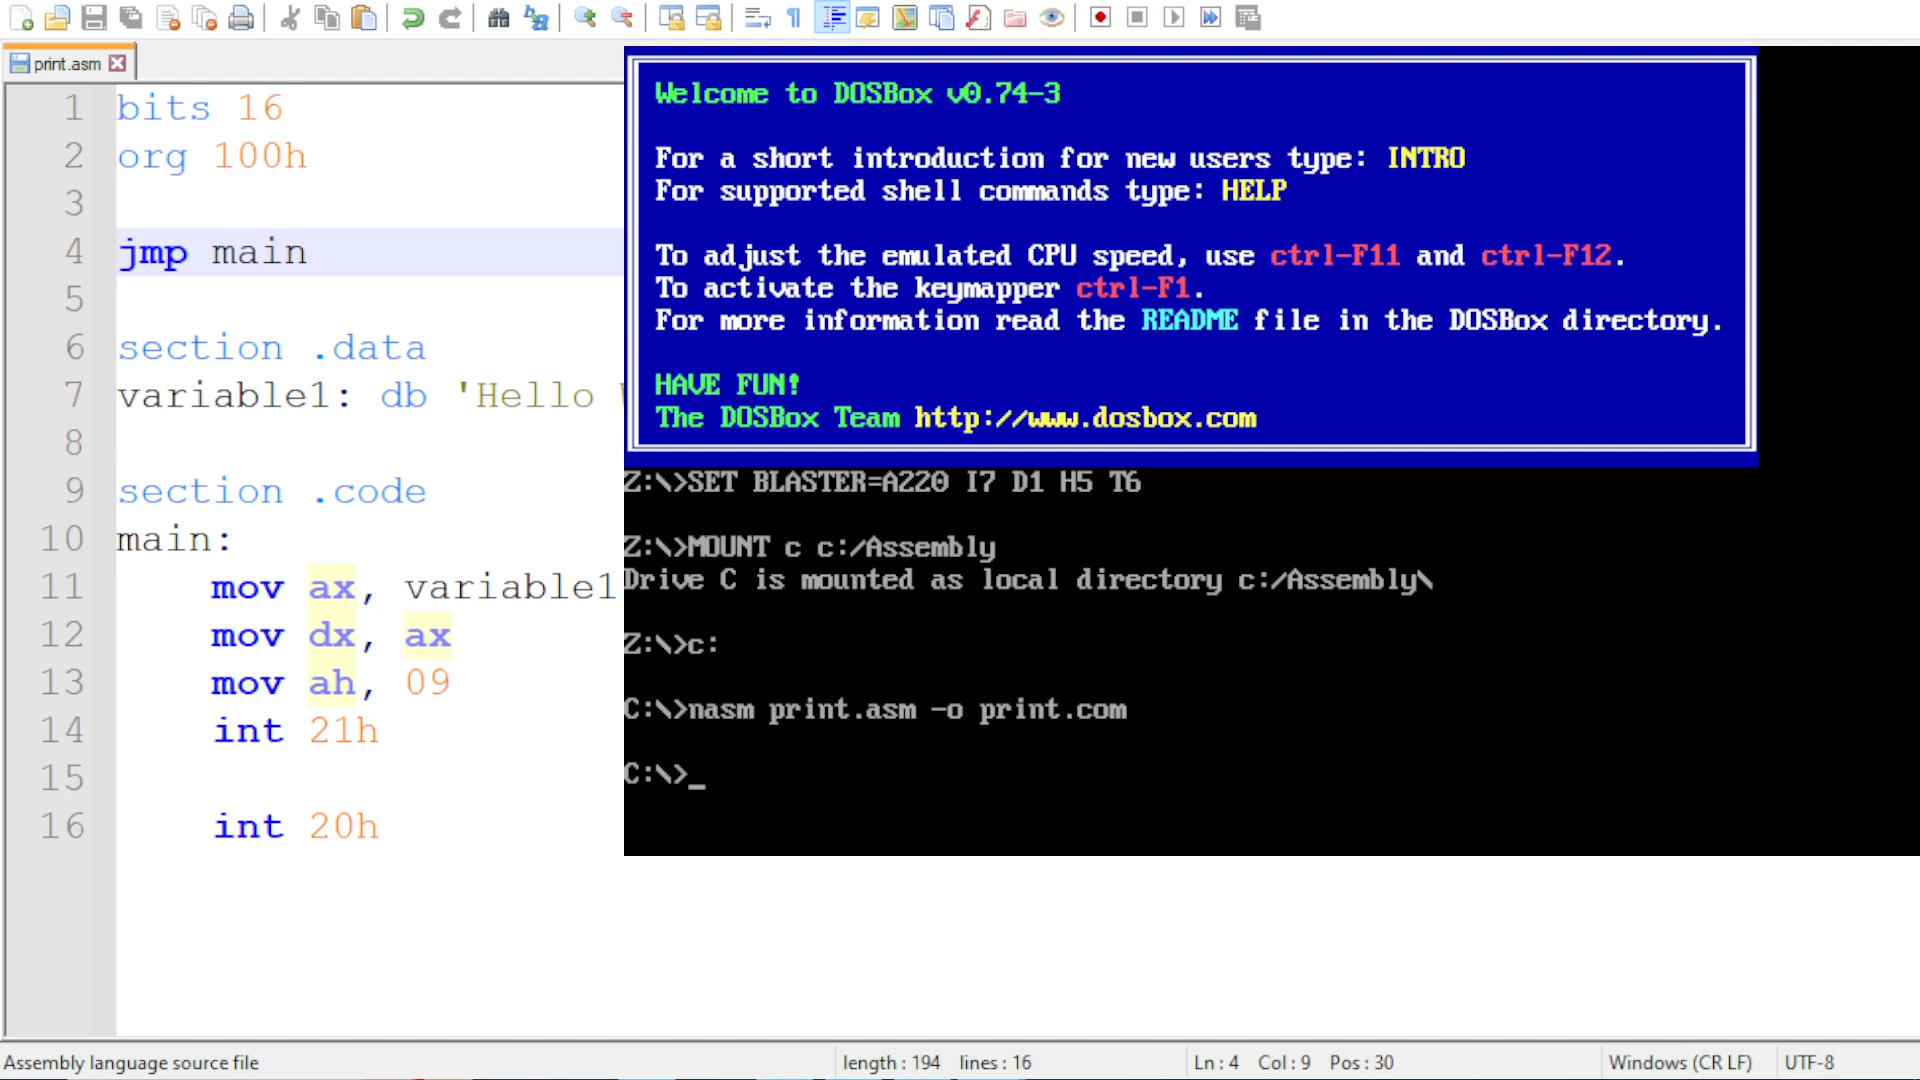 print.asm
1 bits 16
2 org 100h
3
4 jmp main
5
6 section .data
7 variable1: db 'Hello
8
9 section .code
10 main:
11 mov ax, variable1
12 mov dx, ax
13 mov ah, 09
14 int 21h
15
16 int 20h
Welcome to DOSBox v0.74-3
For a short introduction for new users type: INTRO
For supported shell commands type: HELP
To adjust the emulated CPU speed, use ctrl-F11 and ctrl-F12.
To activate the keymapper ctrl-F1.
For more information read the README file in the DOSBox directory.
HAVE FUN!
The DOSBox Team http://www.dosbox.com
Z:\>SET BLASTER=A220 I7 D1 H5 T6
Z:\>MOUNT c c:/Assembly
Drive C is mounted as local directory c:/Assembly\
Z:\>c:
C:\>nasm print.asm -o print.com
C:\>_
Assembly language source file length : 194 lines : 16 Ln : 4 Col : 9 Pos : 30 Windows (CR LF) UTF-8